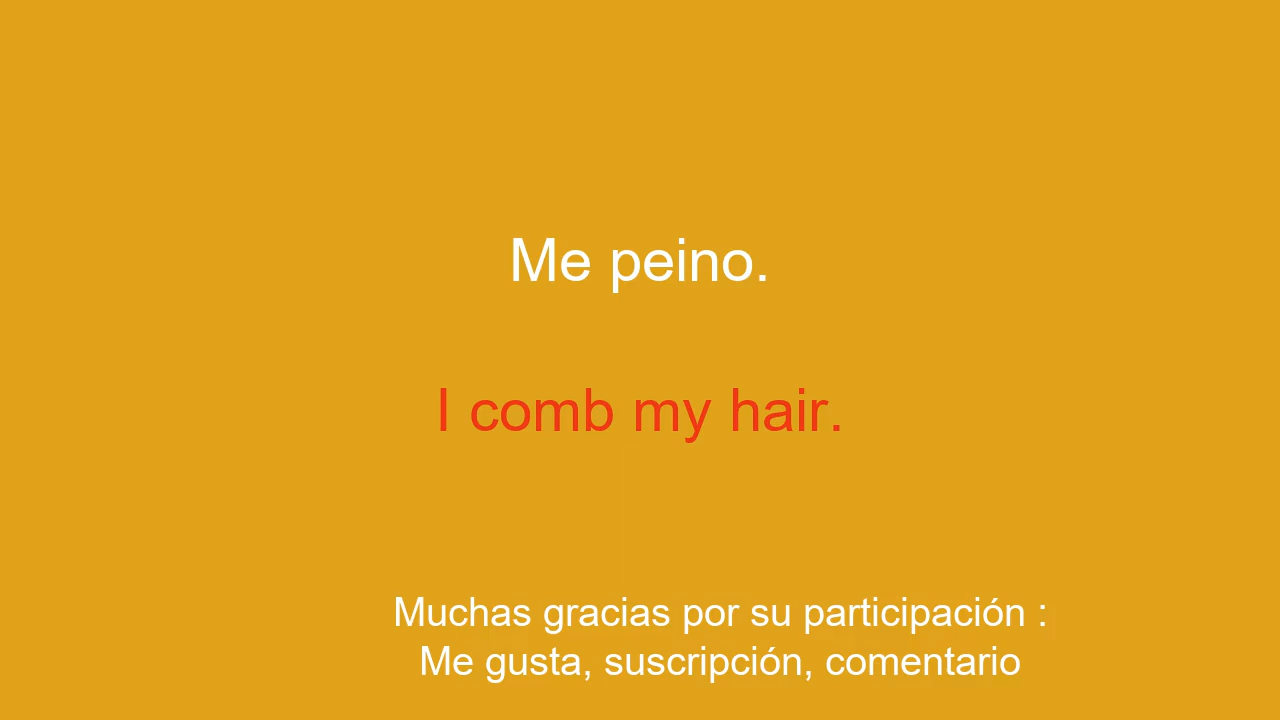 Me peino.
I comb my hair.
Muchas gracias por su participación :
Me gusta, suscripción, comentario